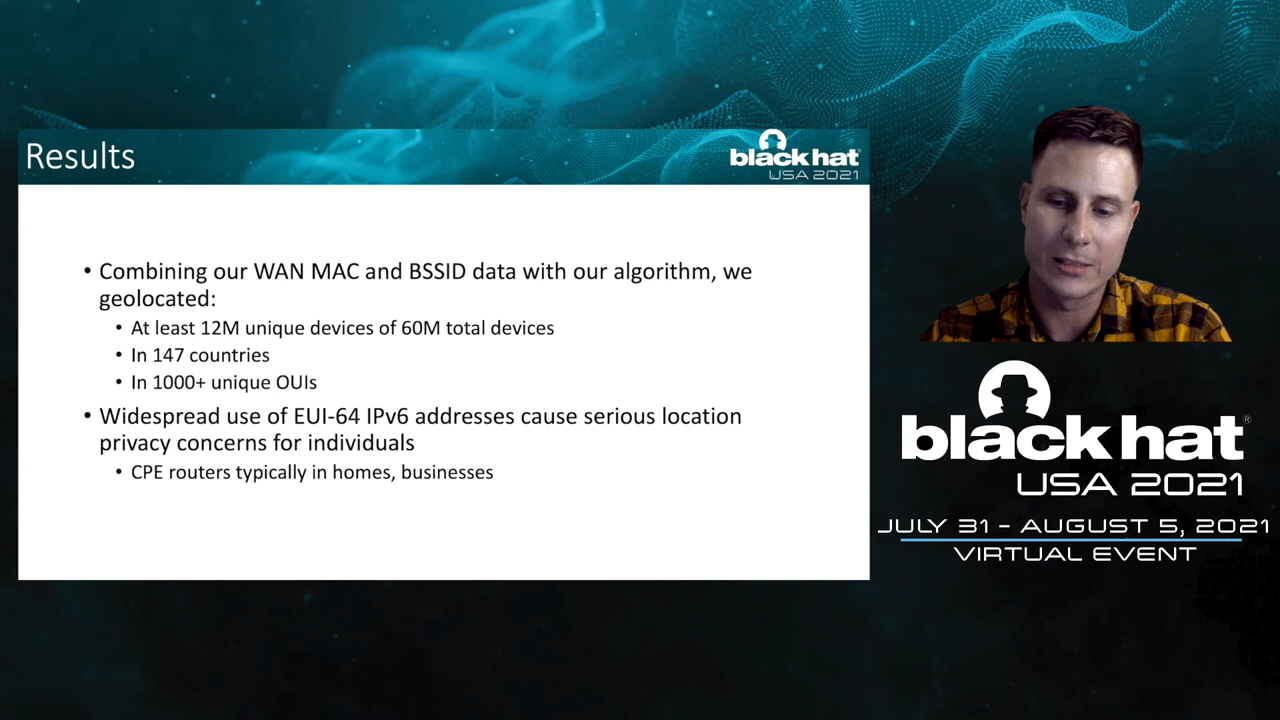 Results
black hat
USA 2021
• Combining our WAN MAC and BSSID data with our algorithm, we
geolocated:
• At least 12M unique devices of 60M total devices
• In 147 countries
• In 1000+ unique OUIs
• Widespread use of EUI-64 IPv6 addresses cause serious location
privacy concerns for individuals
• CPE routers typically in homes, businesses
black hat®
USA 2021
JULY 31 – AUGUST 5, 2021
VIRTUAL EVENT